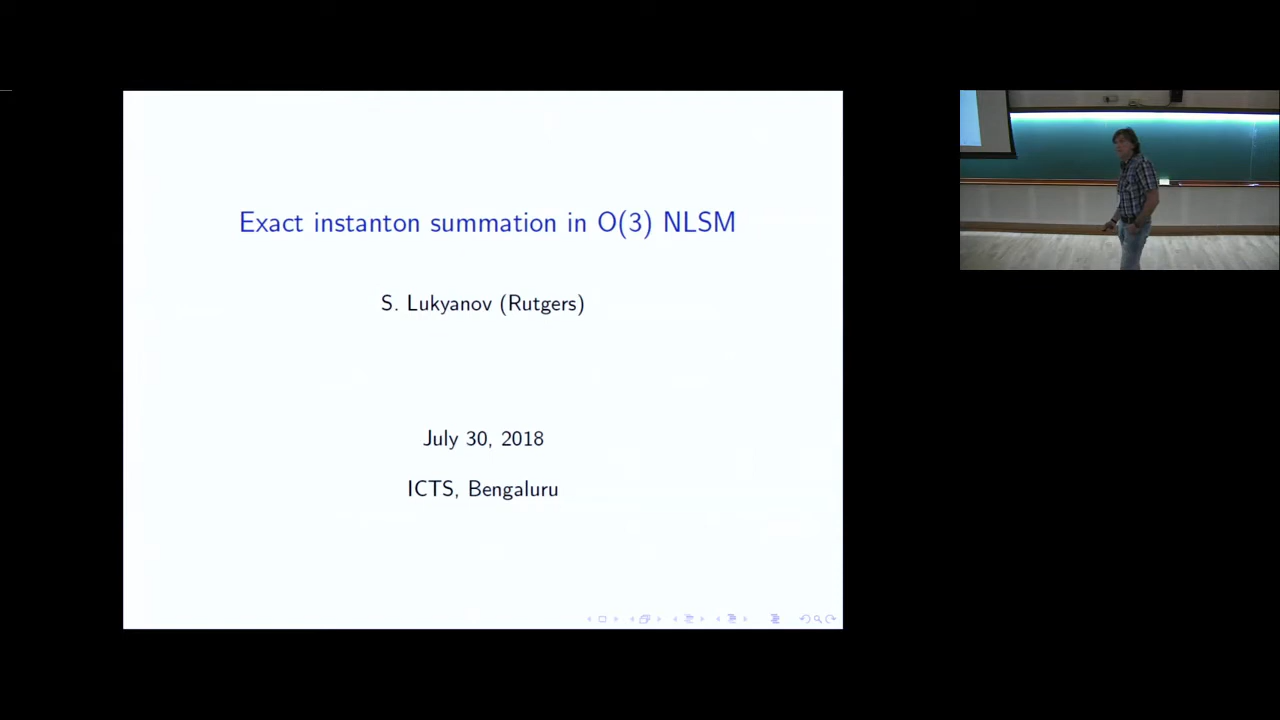 Exact instanton summation in O(3) NLSM
S. Lukyanov (Rutgers)
July 30, 2018
ICTS, Bengaluru